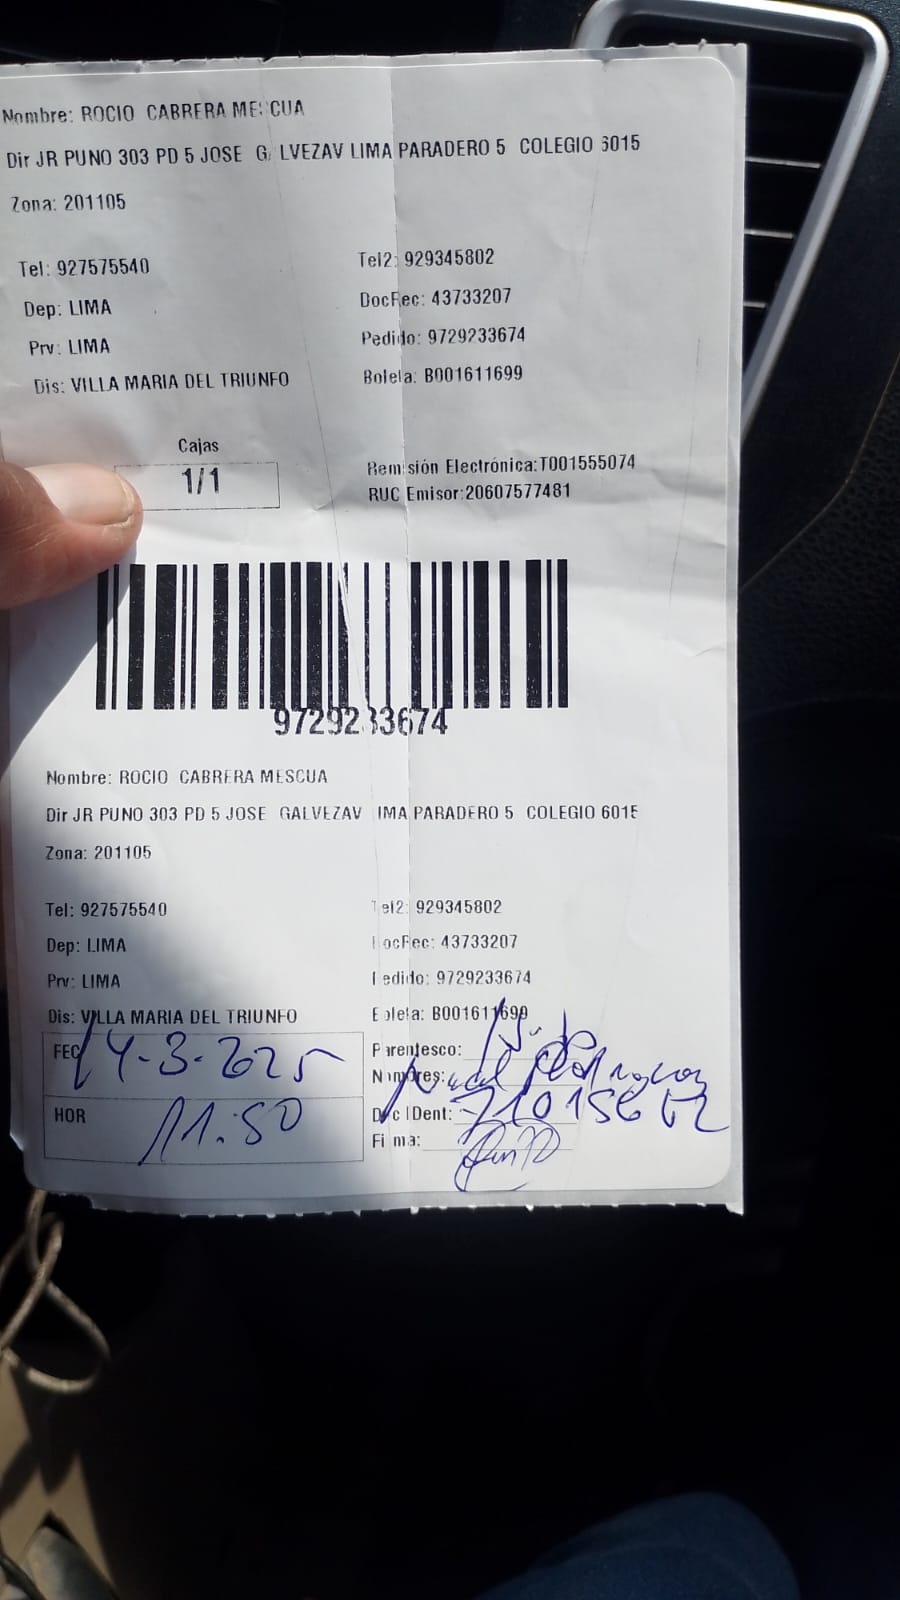 Nombre: ROCIO CABRERA MESCUA
Dir JR PUNO 303 PD 5 JOSE GALVEZAV LIMA PARADERO 5 COLEGIO 6015
Zona: 201105
Tel: 927575540 Tel2: 929345802
Dep: LIMA DocRec: 43733207
Prv: LIMA Pedido: 9729233674
Dis: VILLA MARIA DEL TRIUNFO Boleta: B001611699
Cajas
1/1
Remisión Electrónica:T001555074
RUC Emisor:20607577481
9729233674
Nombre: ROCIO CABRERA MESCUA
Dir JR PUNO 303 PD 5 JOSE GALVEZAV LIMA PARADERO 5 COLEGIO 6015
Zona: 201105
Tel: 927575540 Tel2: 929345802
Dep: LIMA DocRec: 43733207
Prv: LIMA Pedido: 9729233674
Dis: VILLA MARIA DEL TRIUNFO Boleta: B001611699
FEC 14-3-2025 Parentesco:
Nombres:
HOR 11:50 Doc IDent:
Firma: